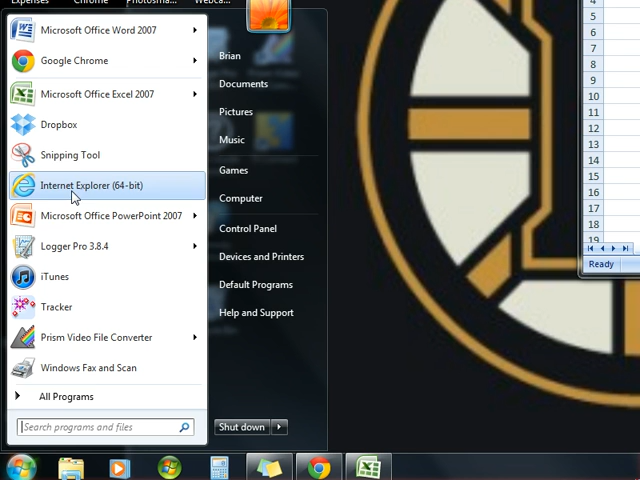 Expenses Chrome Photosma... Webca...
Microsoft Office Word 2007
Google Chrome
Microsoft Office Excel 2007
Dropbox
Snipping Tool
Internet Explorer (64-bit)
Microsoft Office PowerPoint 2007
Logger Pro 3.8.4
iTunes
Tracker
Prism Video File Converter
Windows Fax and Scan
All Programs
Search programs and files
Brian
Documents
Pictures
Music
Games
Computer
Control Panel
Devices and Printers
Default Programs
Help and Support
Shut down
4
5
6
7
8
9
10
11
12
13
14
15
16
17
18
19
Ready